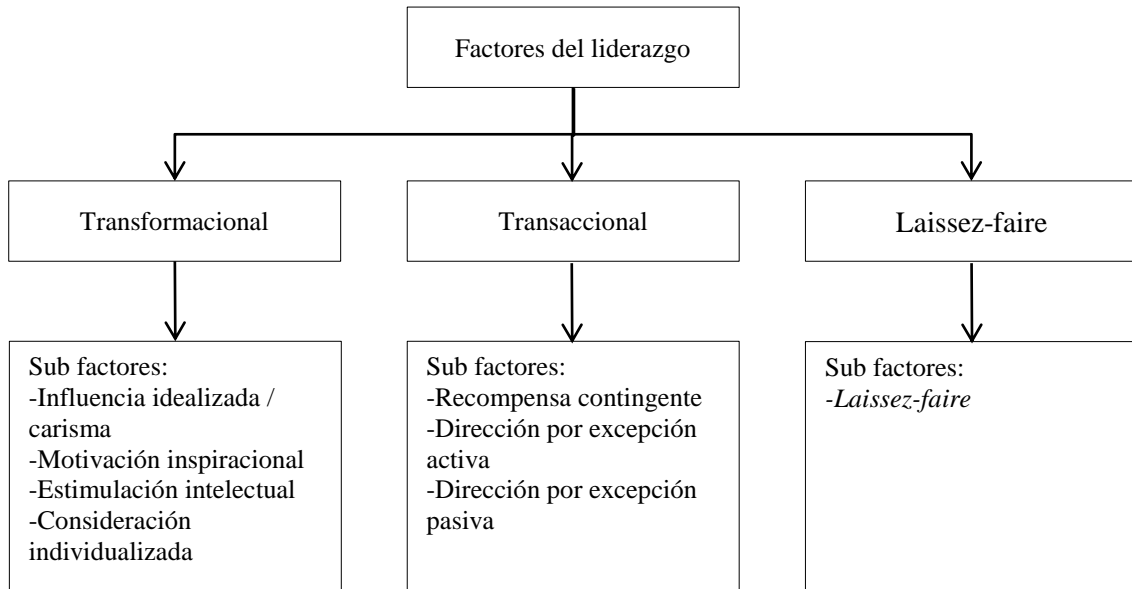 Factores del liderazgo
Transformacional
Transaccional
Laissez-faire
Sub factores:
-Influencia idealizada /
carisma
-Motivación inspiracional
-Estimulación intelectual
-Consideración
individualizada
Sub factores:
-Recompensa contingente
-Dirección por excepción
activa
-Dirección por excepción
pasiva
Sub factores:
-Laissez-faire